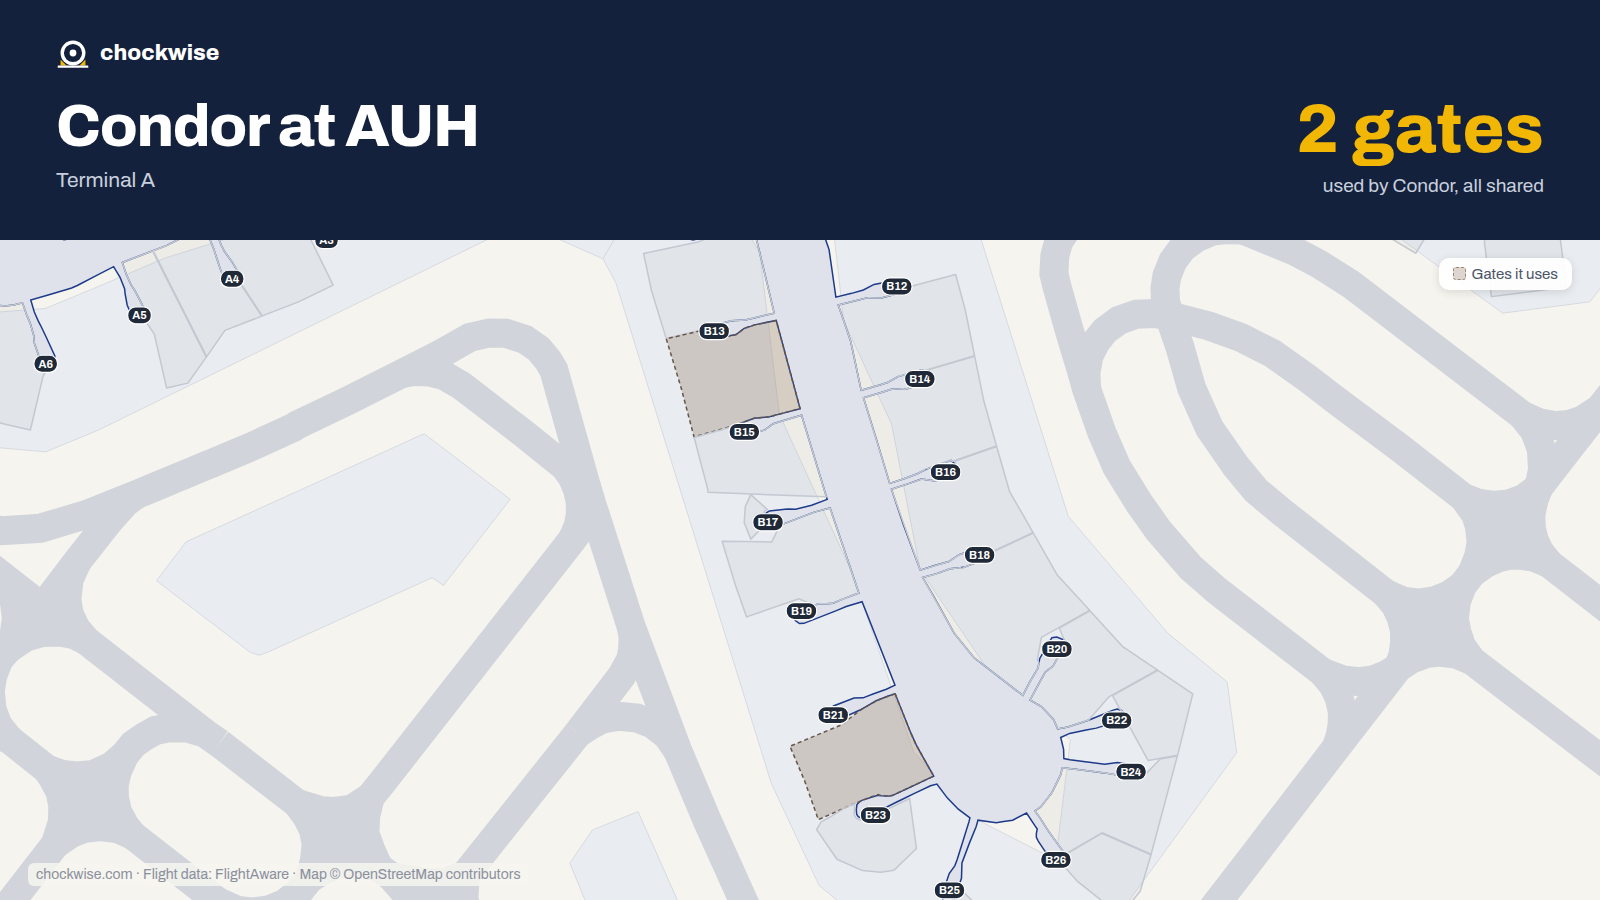 chockwise
Condor at AUH
Terminal A
2 gates
used by Condor, all shared
Gates it uses
A3
A4
A5
A6
B12
B13
B14
B15
B16
B17
B18
B19
B20
B21
B22
B23
B24
B25
B26
chockwise.com · Flight data: FlightAware · Map © OpenStreetMap contributors